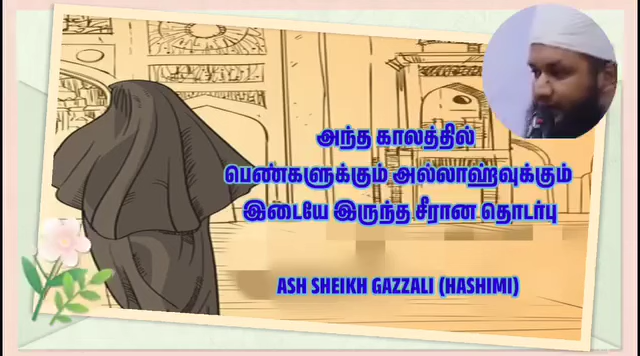 அந்த காலத்தில்
பெண்களுக்கும் அல்லாஹ்வுக்கும்
இடையே இருந்த சீரான தொடர்பு
ASH SHEIKH GAZZALI (HASHIMI)